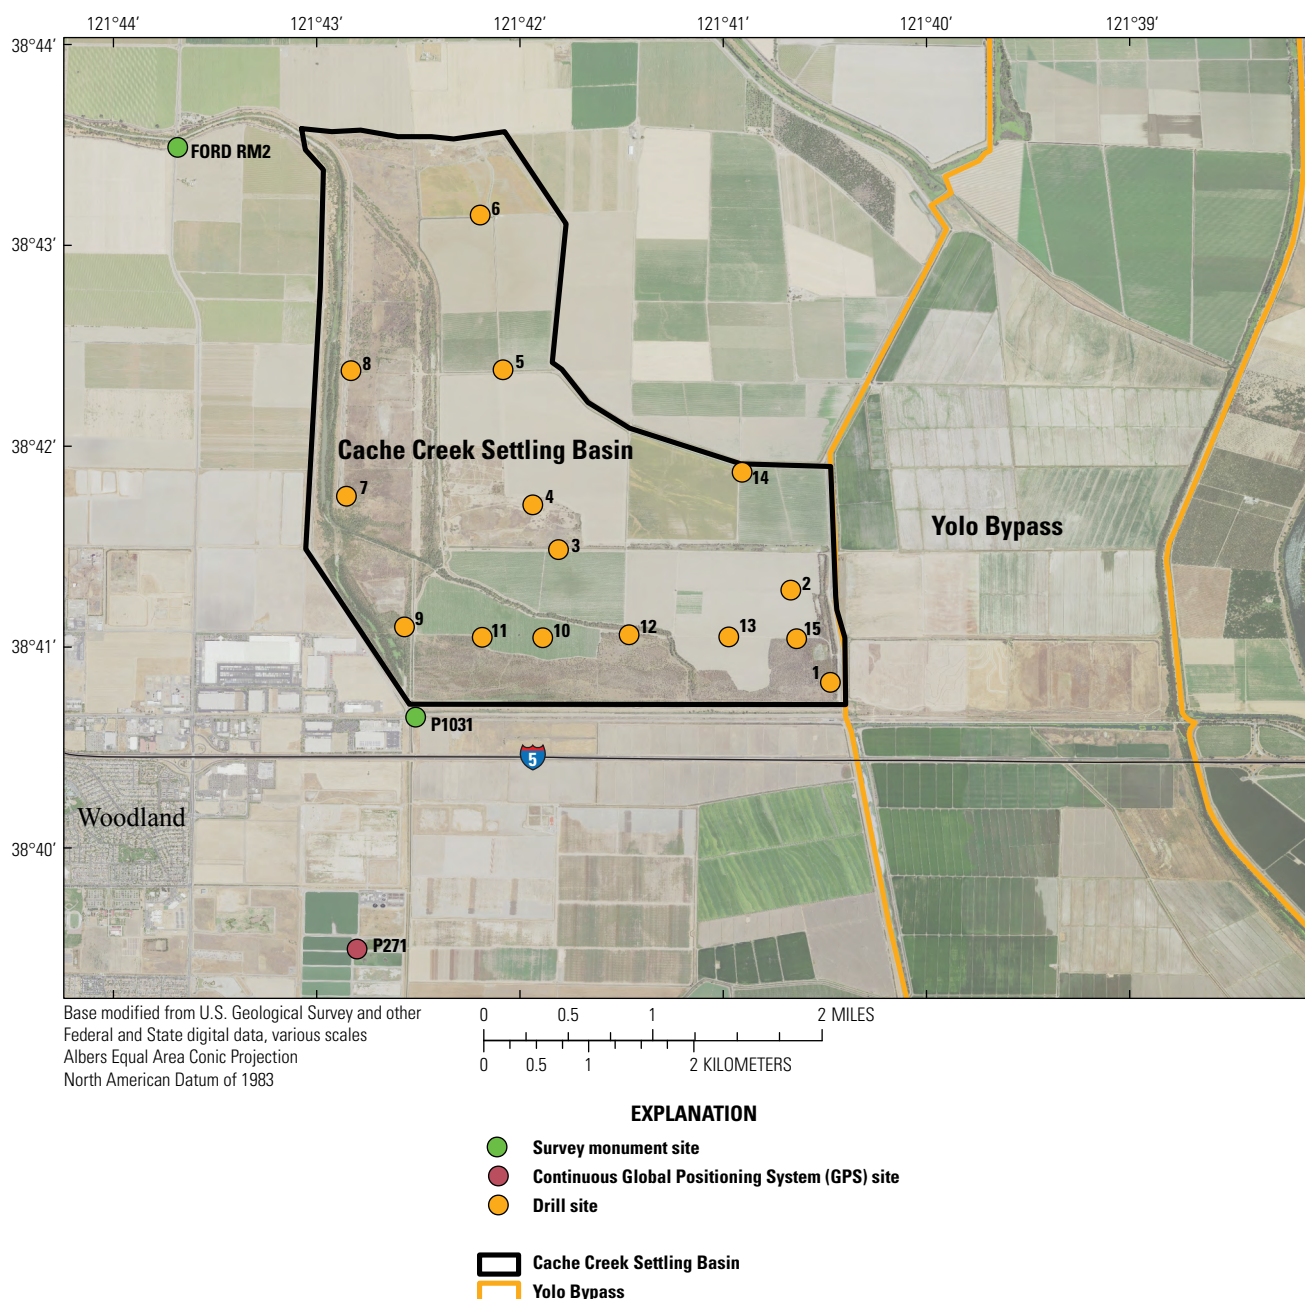 121°44′ 121°43′ 121°42′ 121°41′ 121°40′ 121°39′
38°44′
FORD RM2
6
38°43′
8
5
38°42′
Cache Creek Settling Basin
14
7
4
Yolo Bypass
3
2
9
11
10
12
13
15
38°41′
1
P1031
5
Woodland
38°40′
P271
Base modified from U.S. Geological Survey and other
Federal and State digital data, various scales
Albers Equal Area Conic Projection
North American Datum of 1983
0 0.5 1 2 MILES
0 0.5 1 2 KILOMETERS
EXPLANATION
Survey monument site
Continuous Global Positioning System (GPS) site
Drill site
Cache Creek Settling Basin
Yolo Bypass